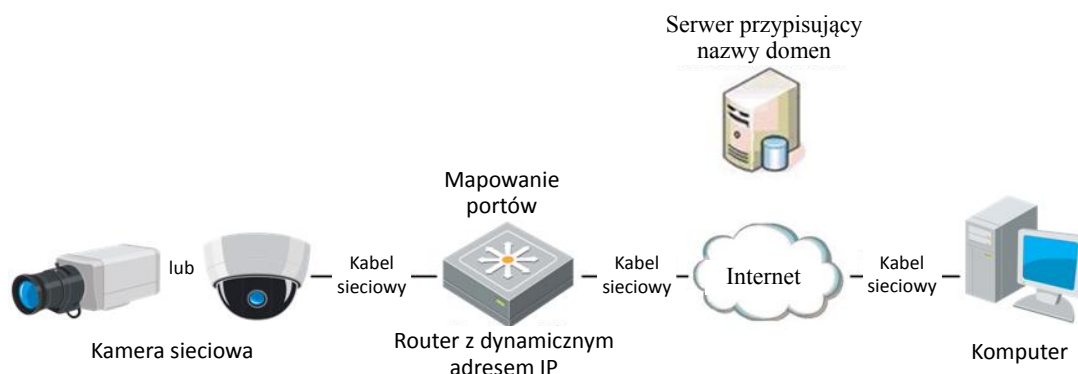 Serwer przypisujący
nazwy domen
Mapowanie
portów
lub
Kabel
sieciowy
Kabel
sieciowy
Internet
Kabel
sieciowy
Kamera sieciowa
Router z dynamicznym
adresem IP
Komputer